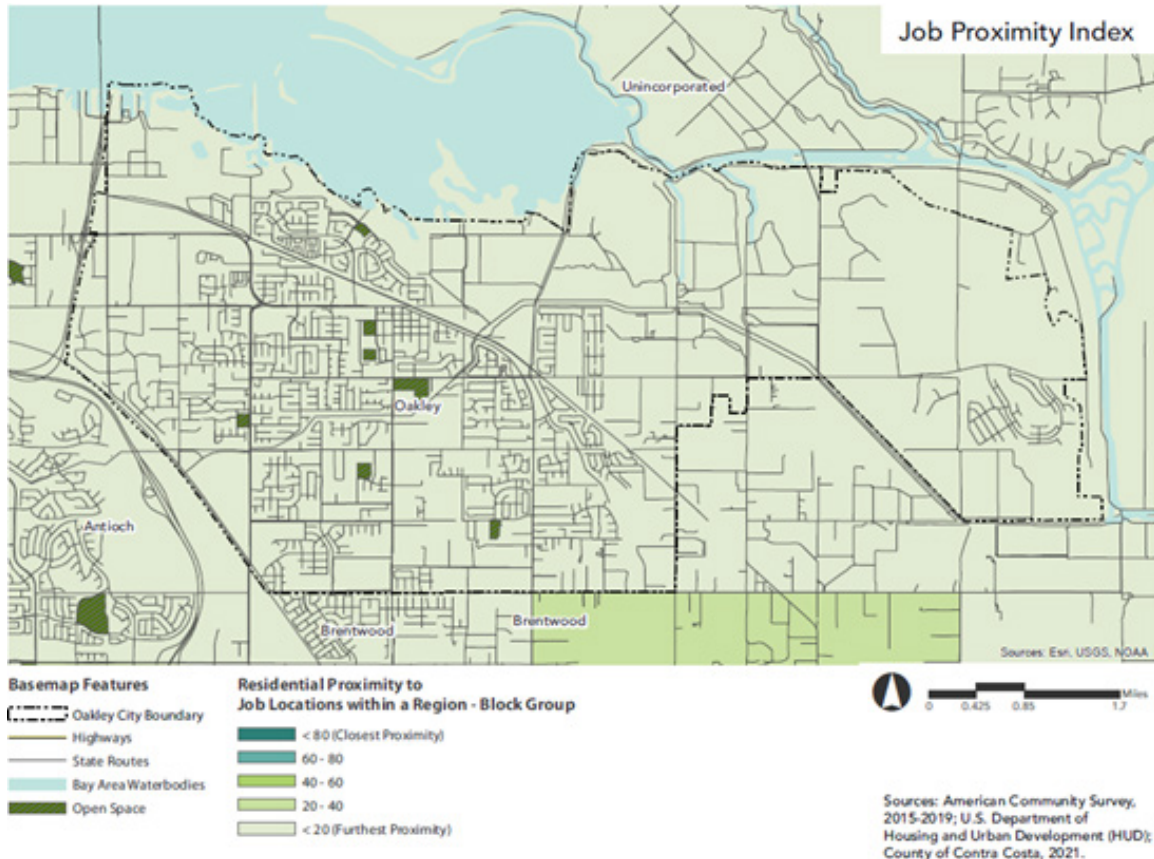 Job Proximity Index
Unincorporated
Oakley
Antioch
Brentwood
Brentwood
Sources: Esri, USGS, NOAA
Basemap Features
Oakley City Boundary
Highways
State Routes
Bay Area Waterbodies
Open Space
Residential Proximity to
Job Locations within a Region - Block Group
< 80 (Closest Proximity)
60 - 80
40 - 60
20 - 40
< 20 (Furthest Proximity)
Miles
0 0.425 0.85 1.7
Sources: American Community Survey,
2015-2019; U.S. Department of
Housing and Urban Development (HUD);
County of Contra Costa, 2021.